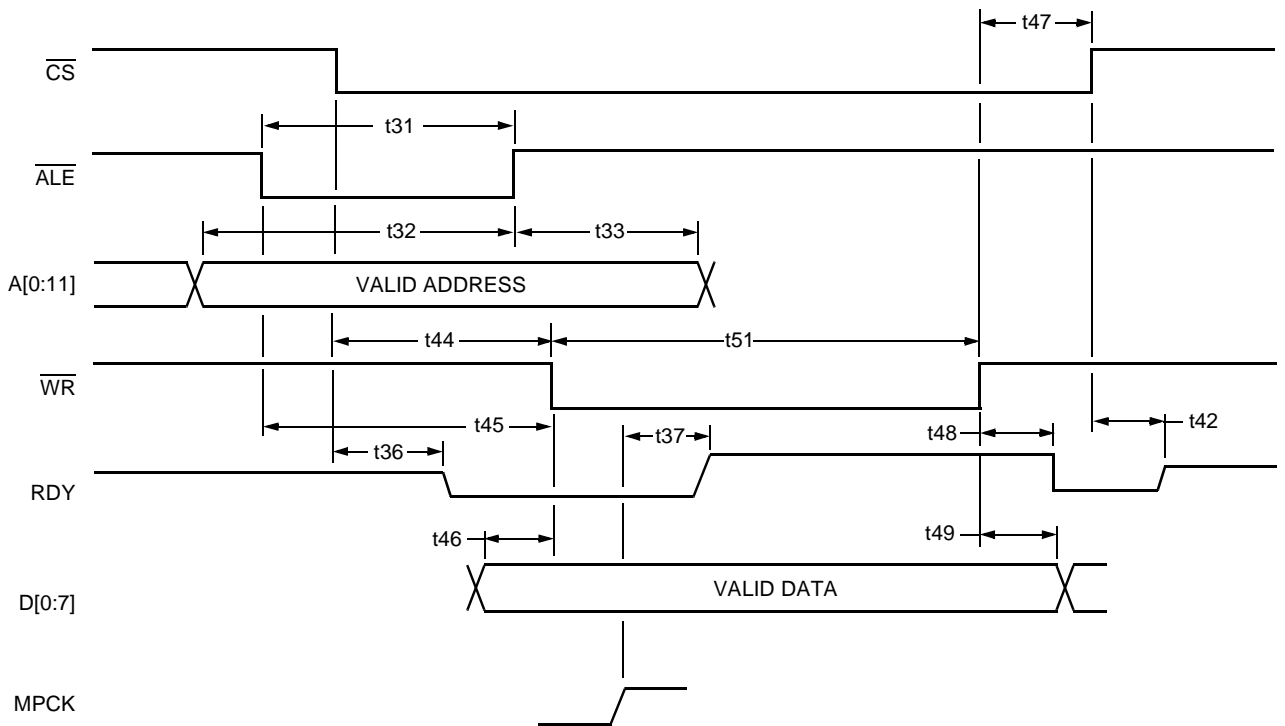 t47
CS
t31
ALE
t32
t33
A[0:11]
VALID ADDRESS
t44
t51
WR
t45
t37
t48
t42
t36
RDY
t46
t49
D[0:7]
VALID DATA
MPCK